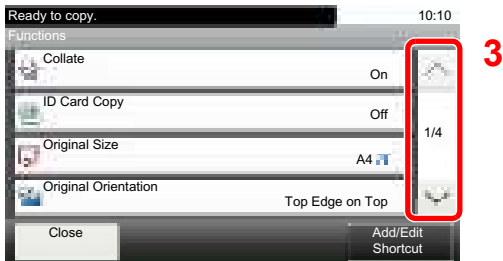 Ready to copy. 10:10
Functions
Collate
On
ID Card Copy
Off
1/4
Original Size
A4
Original Orientation
Top Edge on Top
Close
Add/Edit
Shortcut
3